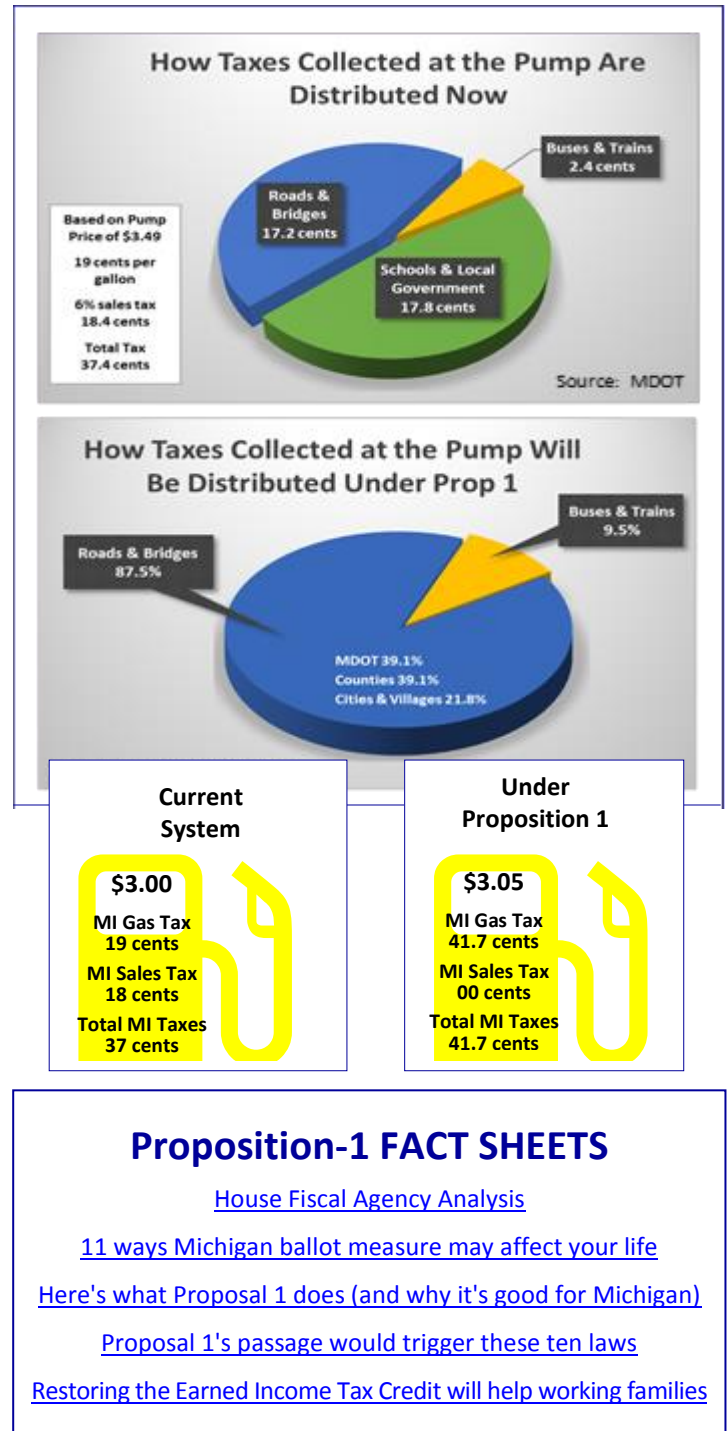 How Taxes Collected at the Pump Are
Distributed Now
Buses & Trains
2.4 cents
Roads &
Bridges
17.2 cents
Based on Pump
Price of $3.49
19 cents per
gallon
6% sales tax
18.4 cents
Total Tax
37.4 cents
Schools & Local
Government
17.8 cents
Source: MDOT
How Taxes Collected at the Pump Will
Be Distributed Under Prop 1
Buses & Trains
9.5%
Roads & Bridges
87.5%
MDOT 39.1%
Counties 39.1%
Cities & Villages 21.8%
Current
System
$3.00
MI Gas Tax
19 cents
MI Sales Tax
18 cents
Total MI Taxes
37 cents
Under
Proposition 1
$3.05
MI Gas Tax
41.7 cents
MI Sales Tax
00 cents
Total MI Taxes
41.7 cents
Proposition-1 FACT SHEETS
House Fiscal Agency Analysis
11 ways Michigan ballot measure may affect your life
Here's what Proposal 1 does (and why it's good for Michigan)
Proposal 1's passage would trigger these ten laws
Restoring the Earned Income Tax Credit will help working families